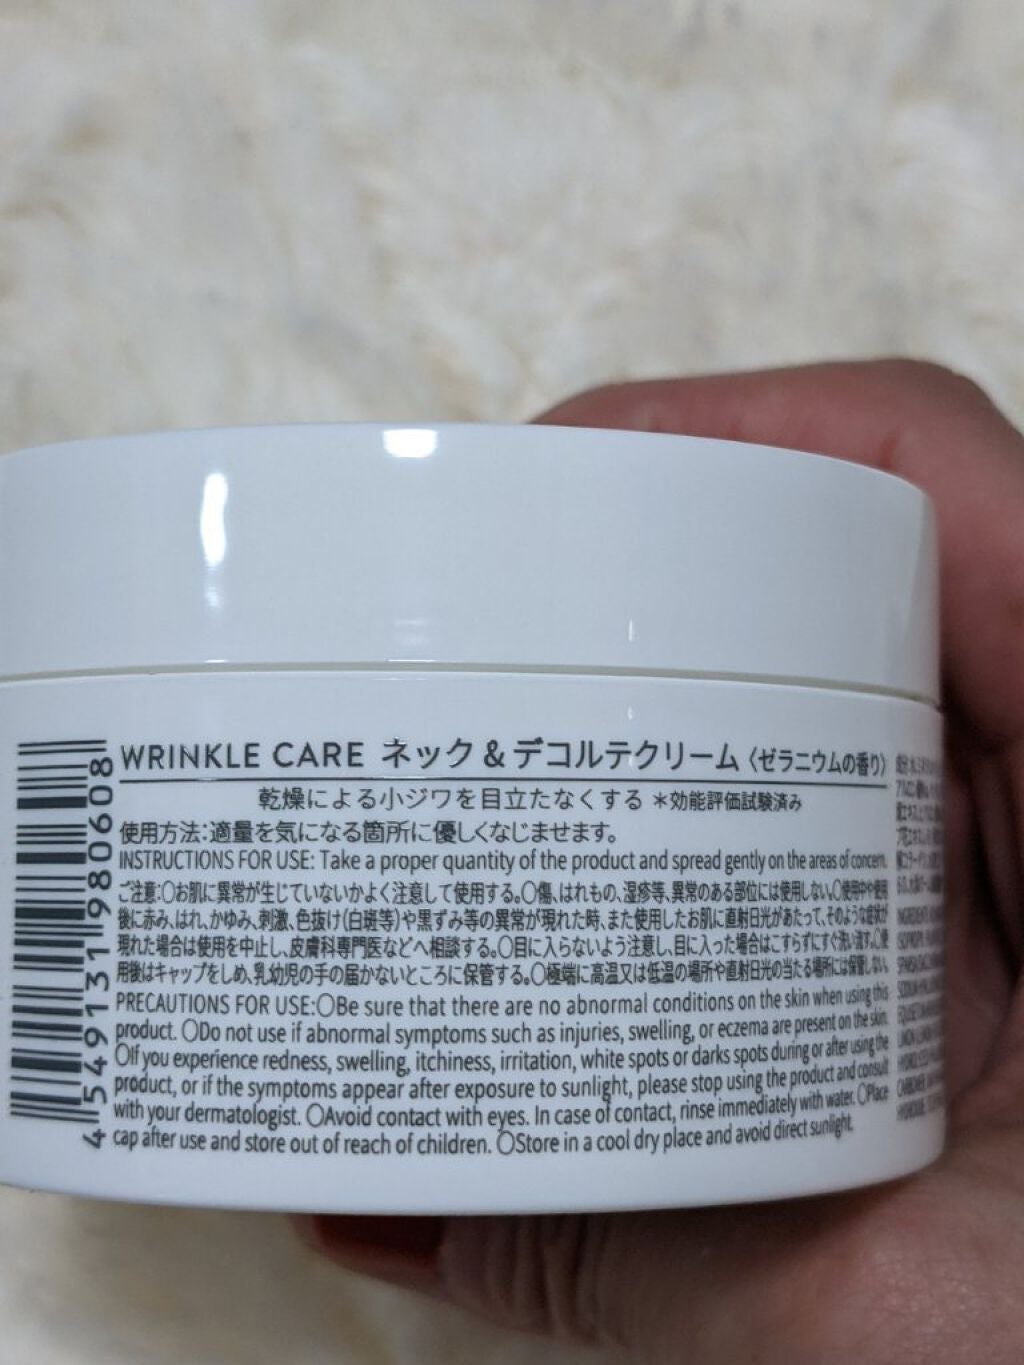 WRINKLE CARE ネック&デコルテクリーム〈ゼラニウムの香り〉
乾燥による小ジワを目立たなくする *効能評価試験済み
使用方法:適量を気になる箇所に優しくなじませます。
INSTRUCTIONS FOR USE: Take a proper quantity of the product and spread gently on the areas of concern.
ご注意:〇お肌に異常が生じていないかよく注意して使用する。〇傷、はれもの、湿疹等、異常のある部位には使用しない。〇使用中や使用
後に赤み、はれ、かゆみ、刺激、色抜け(白斑等)や黒ずみ等の異常が現れた時、また使用したお肌に直射日光があたって、そのような症状が
現れた場合は使用を中止し、皮膚科専門医などへ相談する。〇目に入らないよう注意し、目に入った場合はこすらずにすぐ洗い流す。〇使
用後はキャップをしめ、乳幼児の手の届かないところに保管する。〇極端に高温又は低温の場所や直射日光の当たる場所には保管しない。
PRECAUTIONS FOR USE:〇Be sure that there are no abnormal conditions on the skin when using this
product. 〇Do not use if abnormal symptoms such as injuries, swelling, or eczema are present on the skin.
〇If you experience redness, swelling, itchiness, irritation, white spots or darks spots during or after using the
product, or if the symptoms appear after exposure to sunlight, please stop using the product and consult
with your dermatologist. 〇Avoid contact with eyes. In case of contact, rinse immediately with water. 〇Place
cap after use and store out of reach of children. 〇Store in a cool dry place and avoid direct sunlight.
4549131980608